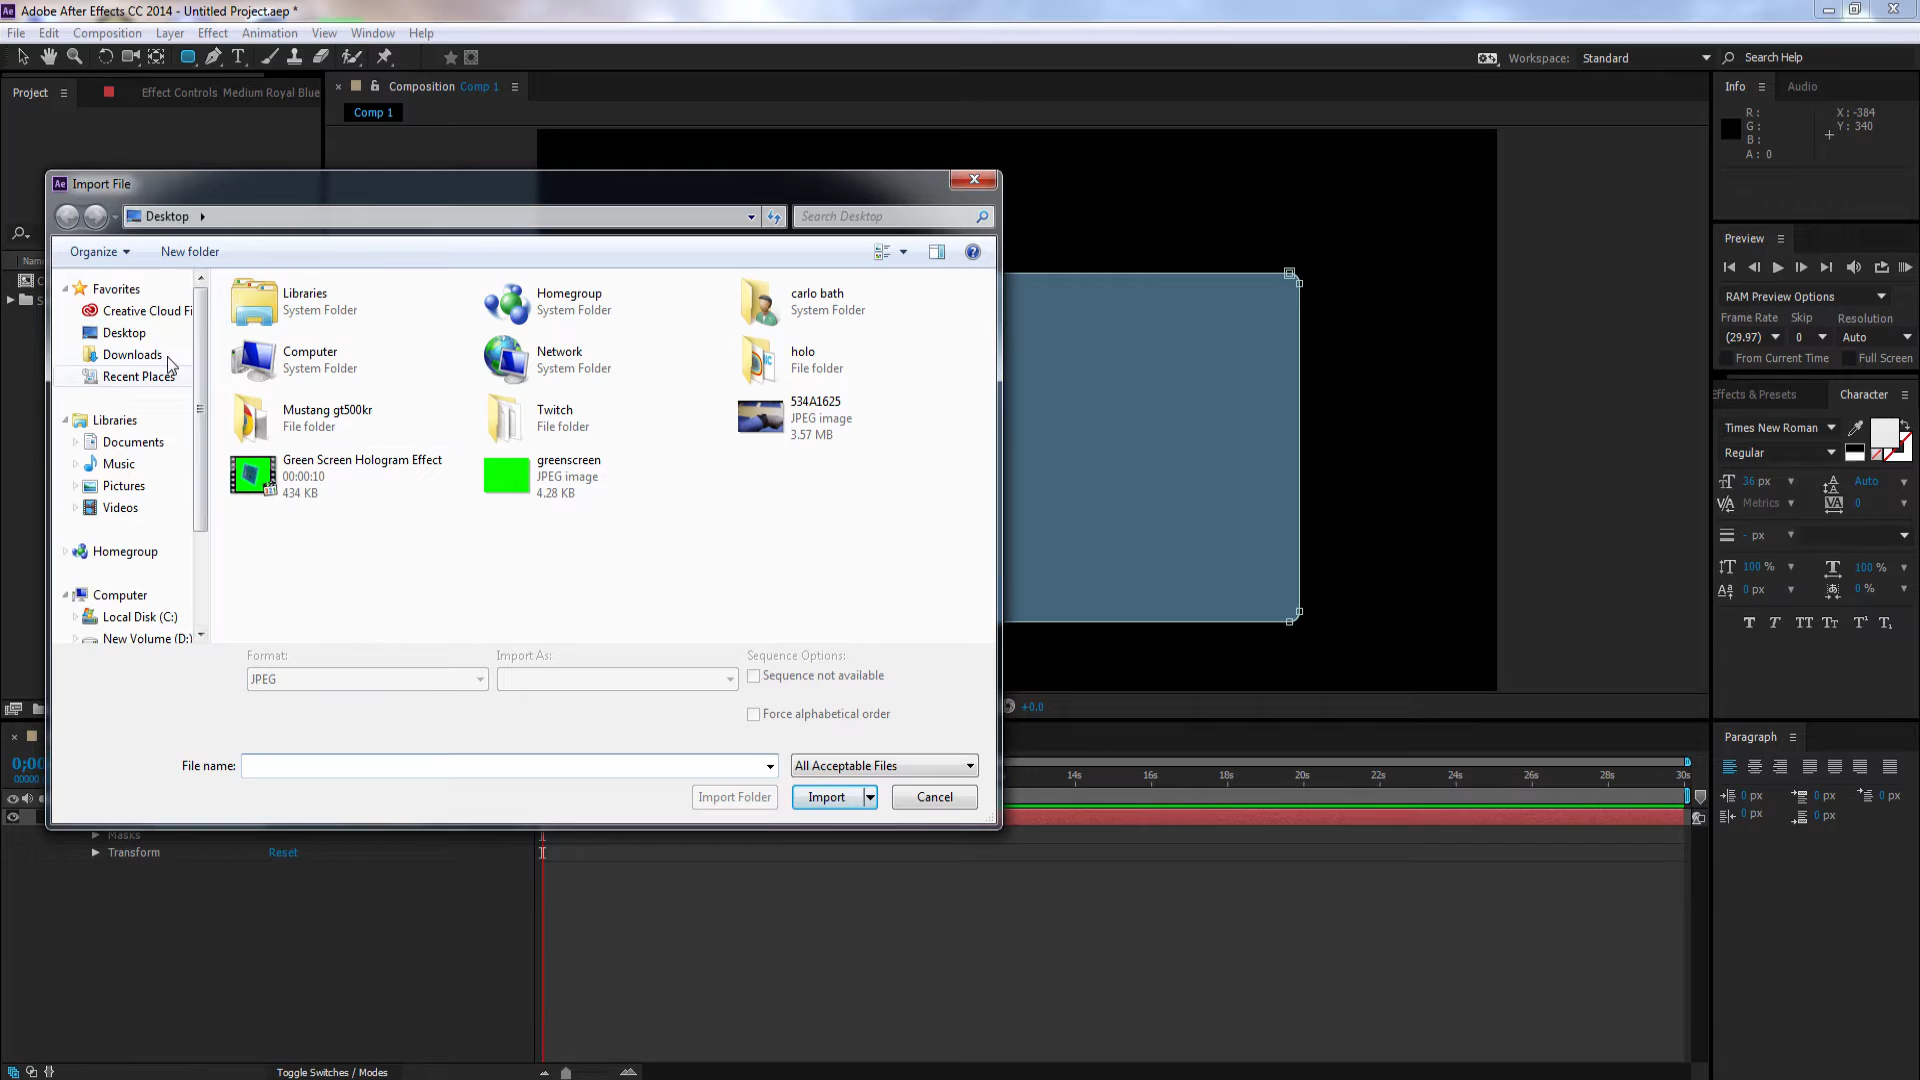 Adobe After Effects CC 2014 - Untitled Project.aep *
File Edit Composition Layer Effect Animation View Window Help
Workspace: Standard Search Help
Project Effect Controls Medium Royal Blue
Composition Comp 1
Comp 1
Info Audio
R: X: -384
G: Y: 340
B:
A: 0
Import File
Desktop
Search Desktop
Organize New folder
Favorites
Creative Cloud Fi
Desktop
Downloads
Recent Places
Libraries
Documents
Music
Pictures
Videos
Homegroup
Computer
Local Disk (C:)
New Volume (D:)
Libraries
System Folder
Homegroup
System Folder
carlo bath
System Folder
Computer
System Folder
Network
System Folder
holo
File folder
Mustang gt500kr
File folder
Twitch
File folder
534A1625
JPEG image
3.57 MB
Green Screen Hologram Effect
00:00:10
434 KB
greenscreen
JPEG image
4.28 KB
Format: Import As: Sequence Options:
JPEG
Sequence not available
Force alphabetical order
File name: All Acceptable Files
Import Folder Import Cancel
Preview
RAM Preview Options
Frame Rate Skip Resolution
(29.97) 0 Auto
From Current Time Full Screen
Effects & Presets Character
Times New Roman
Regular
36 px Auto
Metrics 0
- px
100 % 100 %
0 px 0 %
T T TT Tt T¹ T₁
Paragraph
0 px 0 px 0 px
0 px 0 px
+0.0
0;00
00000
14s 16s 18s 20s 22s 24s 26s 28s 30s
Masks
Transform Reset
Toggle Switches / Modes